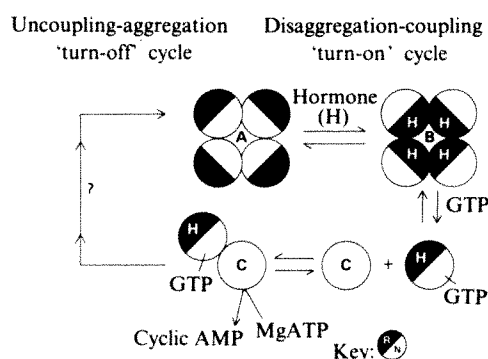 Uncoupling-aggregation
'turn-off' cycle
Disaggregation-coupling
'turn-on' cycle
Hormone
(H)
A
H H
B
H H
GTP
?
H
GTP
C
C
+
H
GTP
Cyclic AMP
MgATP
Key:
R
N